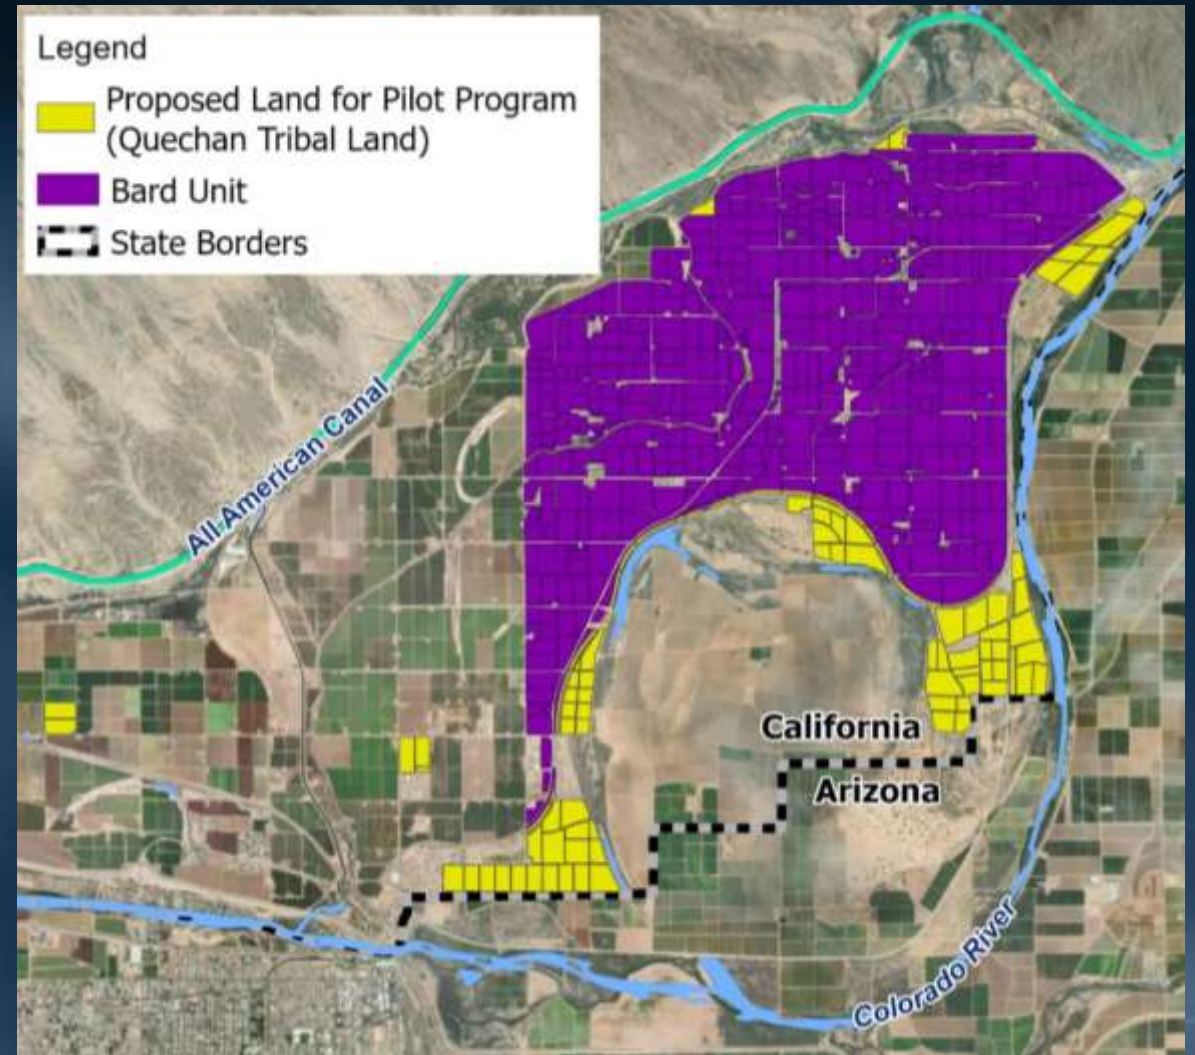 Legend
Proposed Land for Pilot Program
(Quechan Tribal Land)
Bard Unit
State Borders
All American Canal
California
Arizona
Colorado River